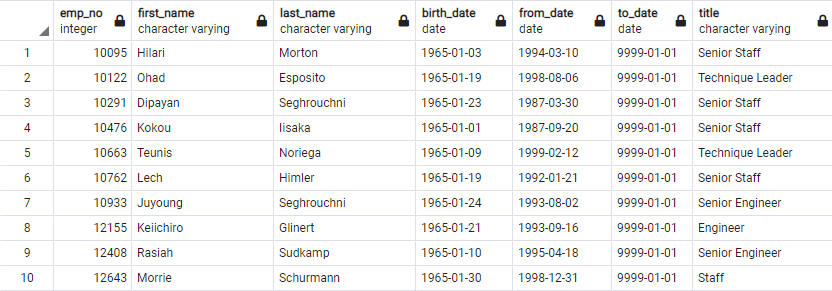 emp_no first_name last_name birth_date from_date to_date title
integer character varying character varying date date date character varying
1 10095 Hilari Morton 1965-01-03 1994-03-10 9999-01-01 Senior Staff
2 10122 Ohad Esposito 1965-01-19 1998-08-06 9999-01-01 Technique Leader
3 10291 Dipayan Seghrouchni 1965-01-23 1987-03-30 9999-01-01 Senior Staff
4 10476 Kokou Iisaka 1965-01-01 1987-09-20 9999-01-01 Senior Staff
5 10663 Teunis Noriega 1965-01-09 1999-02-12 9999-01-01 Technique Leader
6 10762 Lech Himler 1965-01-19 1992-01-21 9999-01-01 Senior Staff
7 10933 Juyoung Seghrouchni 1965-01-24 1993-08-02 9999-01-01 Senior Engineer
8 12155 Keiichiro Glinert 1965-01-21 1993-09-16 9999-01-01 Engineer
9 12408 Rasiah Sudkamp 1965-01-10 1995-04-18 9999-01-01 Senior Engineer
10 12643 Morrie Schurmann 1965-01-30 1998-12-31 9999-01-01 Staff